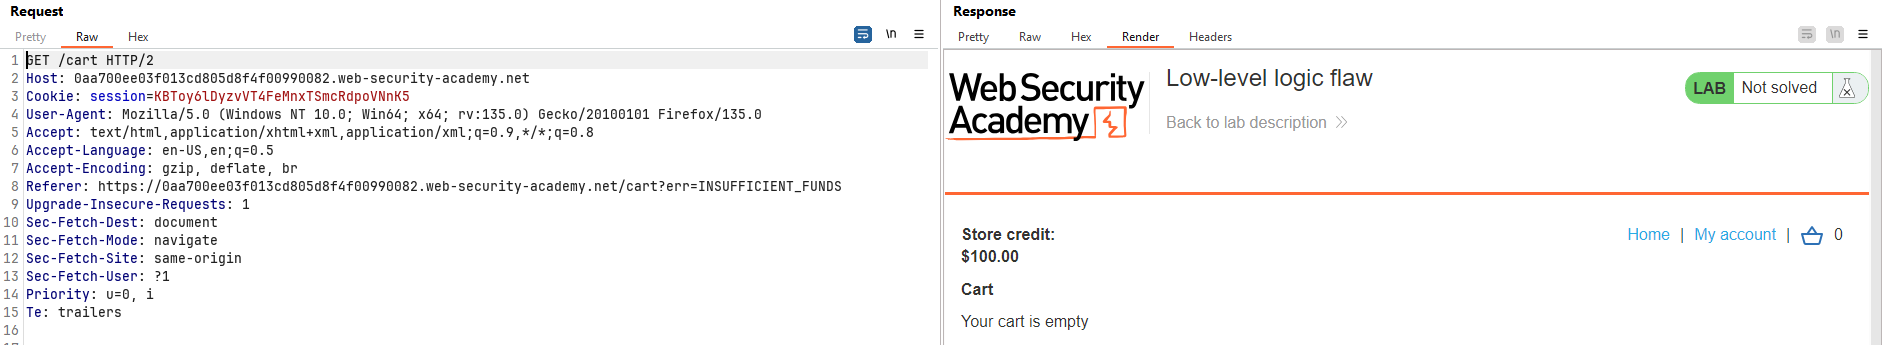 Request
Pretty Raw Hex
\n
1 GET /cart HTTP/2
2 Host: 0aa700ee03f013cd805d8f4f00990082.web-security-academy.net
3 Cookie: session=KBToy6lDyzvVT4FeMnxTSmcRdpoVNnK5
4 User-Agent: Mozilla/5.0 (Windows NT 10.0; Win64; x64; rv:135.0) Gecko/20100101 Firefox/135.0
5 Accept: text/html,application/xhtml+xml,application/xml;q=0.9,*/*;q=0.8
6 Accept-Language: en-US,en;q=0.5
7 Accept-Encoding: gzip, deflate, br
8 Referer: https://0aa700ee03f013cd805d8f4f00990082.web-security-academy.net/cart?err=INSUFFICIENT_FUNDS
9 Upgrade-Insecure-Requests: 1
10 Sec-Fetch-Dest: document
11 Sec-Fetch-Mode: navigate
12 Sec-Fetch-Site: same-origin
13 Sec-Fetch-User: ?1
14 Priority: u=0, i
15 Te: trailers
16
Response
Pretty Raw Hex Render Headers
\n
Web Security
Academy
Low-level logic flaw
Back to lab description
LAB Not solved
Store credit:
$100.00
Home | My account | 0
Cart
Your cart is empty